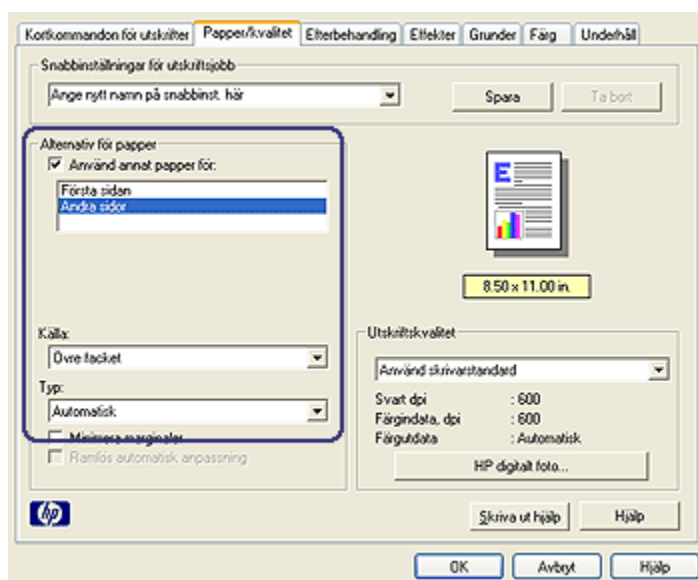 Kortkommandon för utskrifter Papper/kvalitet Efterbehandling Effekter Grunder Färg Underhåll
Snabbinställningar för utskriftsjobb
Ange nytt namn på snabbinst. här
Spara
Ta bort
Alternativ för papper
Använd annat papper för:
Första sidan
Andra sidor
E
8.50 x 11.00 in.
Källa:
Övre facket
Typ:
Automatisk
Minimera marginaler
Ramlös automatisk anpassning
Utskriftskvalitet
Använd skrivarstandard
Svart dpi : 600
Färgindata, dpi : 600
Färgutdata : Automatisk
HP digitalt foto...
hp
Skriva ut hjälp
Hjälp
OK
Avbryt
Hjälp